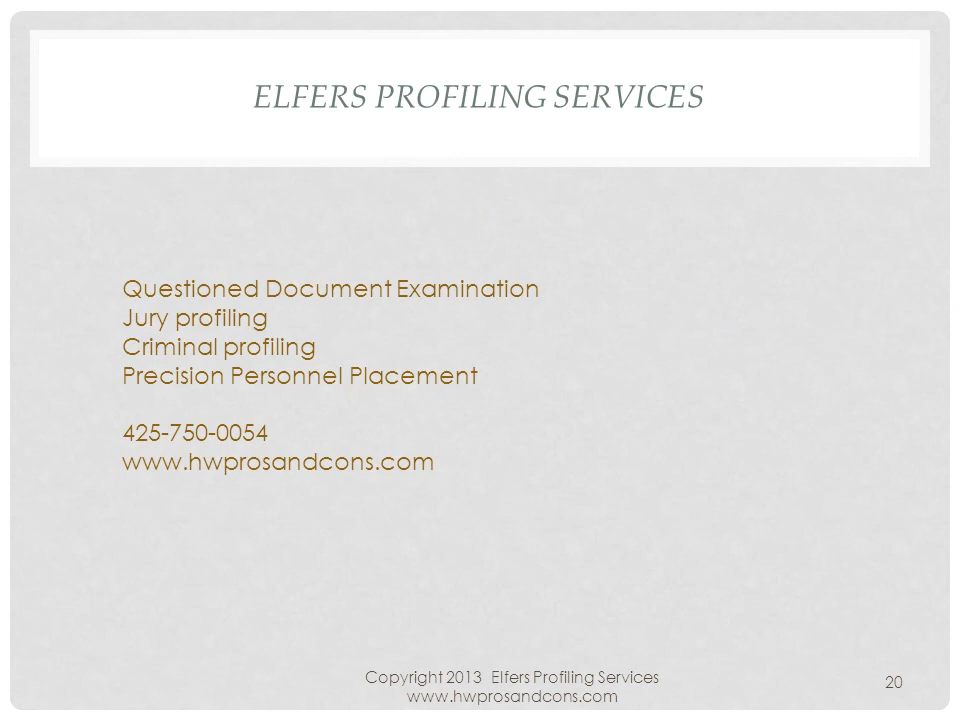 ELFERS PROFILING SERVICES
Questioned Document Examination
Jury profiling
Criminal profiling
Precision Personnel Placement
425-750-0054
www.hwprosandcons.com
Copyright 2013 Elfers Profiling Services
www.hwprosandcons.com
20